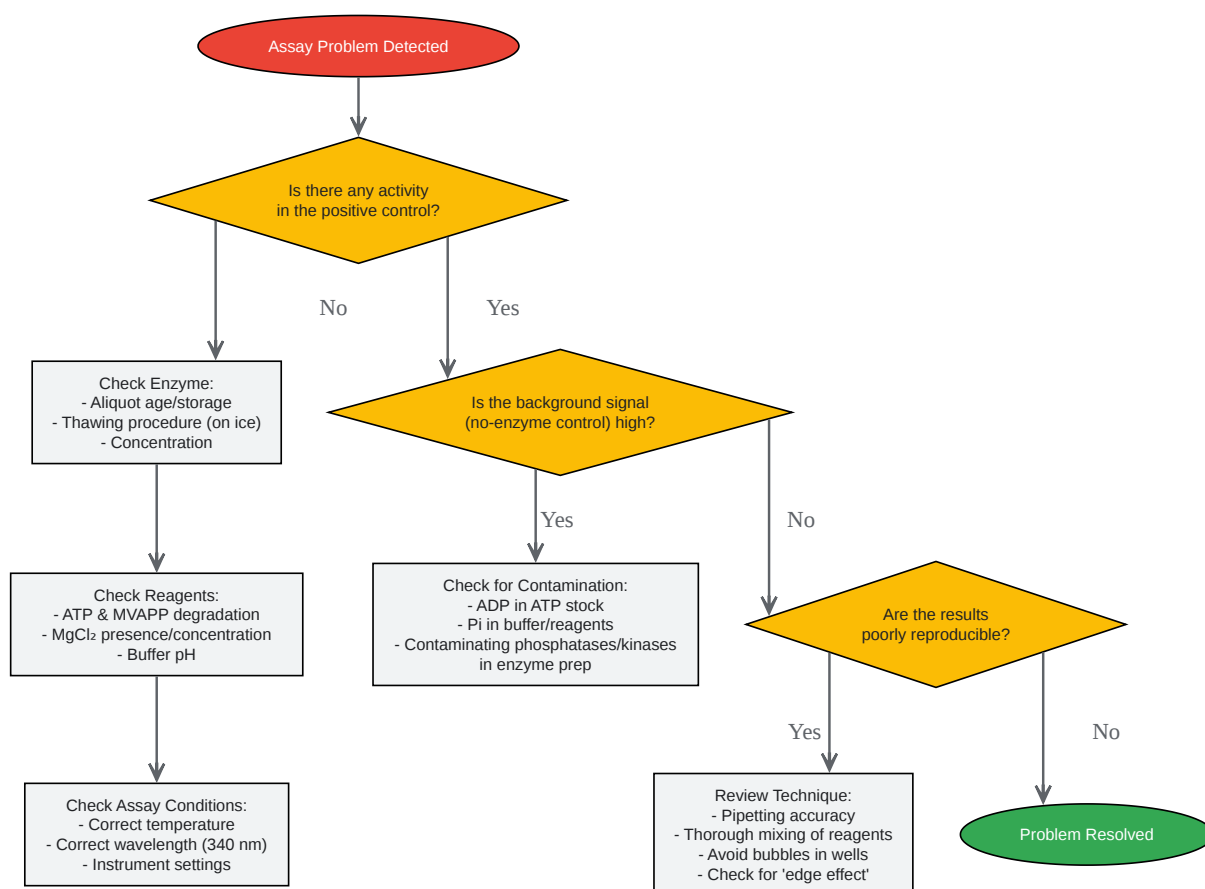 Assay Problem Detected
Is there any activity
in the positive control?
No
Yes
Check Enzyme:
- Aliquot age/storage
- Thawing procedure (on ice)
- Concentration
Is the background signal
(no-enzyme control) high?
Yes
No
Check Reagents:
- ATP & MVAPP degradation
- MgCl₂ presence/concentration
- Buffer pH
Check for Contamination:
- ADP in ATP stock
- Pi in buffer/reagents
- Contaminating phosphatases/kinases
in enzyme prep
Are the results
poorly reproducible?
Yes
No
Check Assay Conditions:
- Correct temperature
- Correct wavelength (340 nm)
- Instrument settings
Review Technique:
- Pipetting accuracy
- Thorough mixing of reagents
- Avoid bubbles in wells
- Check for 'edge effect'
Problem Resolved